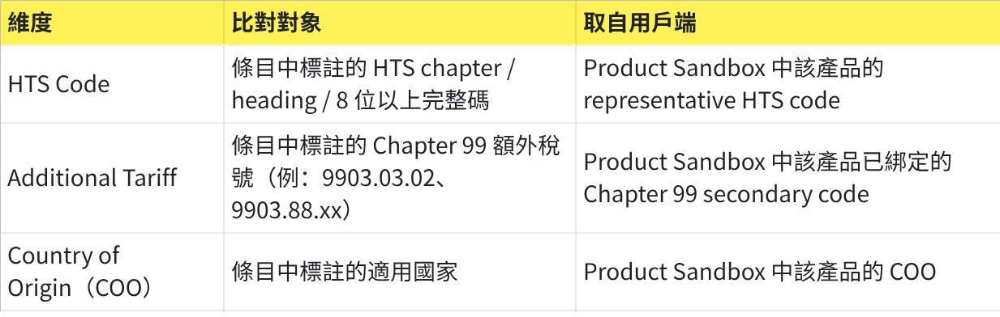 維度
比對對象
取自用戶端
HTS Code
條目中標註的 HTS chapter /
heading / 8 位以上完整碼
Product Sandbox 中該產品的
representative HTS code
Additional Tariff
條目中標註的 Chapter 99 額外稅
號（例：9903.03.02、
9903.88.xx）
Product Sandbox 中該產品已綁定的
Chapter 99 secondary code
Country of
Origin（COO）
條目中標註的適用國家
Product Sandbox 中該產品的 COO